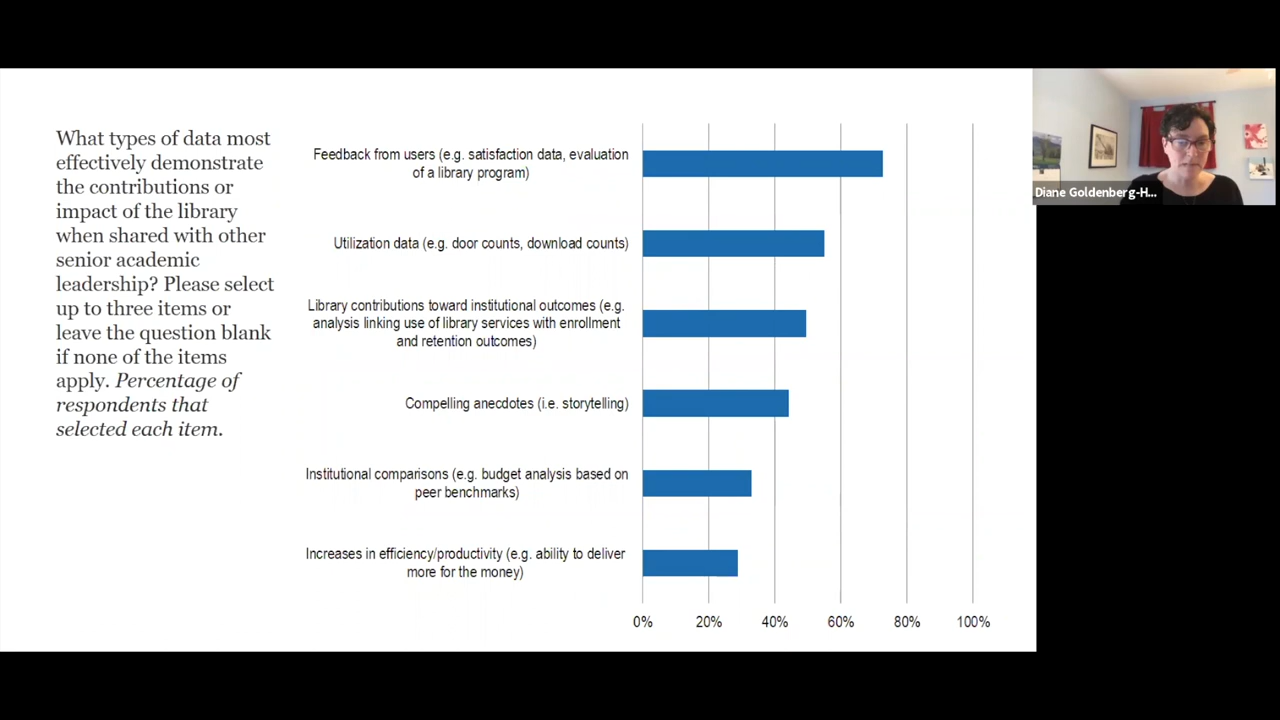 What types of data most
effectively demonstrate
the contributions or
impact of the library
when shared with other
senior academic
leadership? Please select
up to three items or
leave the question blank
if none of the items
apply. Percentage of
respondents that
selected each item.
Feedback from users (e.g. satisfaction data, evaluation
of a library program)
Utilization data (e.g. door counts, download counts)
Library contributions toward institutional outcomes (e.g.
analysis linking use of library services with enrollment
and retention outcomes)
Compelling anecdotes (i.e. storytelling)
Institutional comparisons (e.g. budget analysis based on
peer benchmarks)
Increases in efficiency/productivity (e.g. ability to deliver
more for the money)
0% 20% 40% 60% 80% 100%
Diane Goldenberg-H...